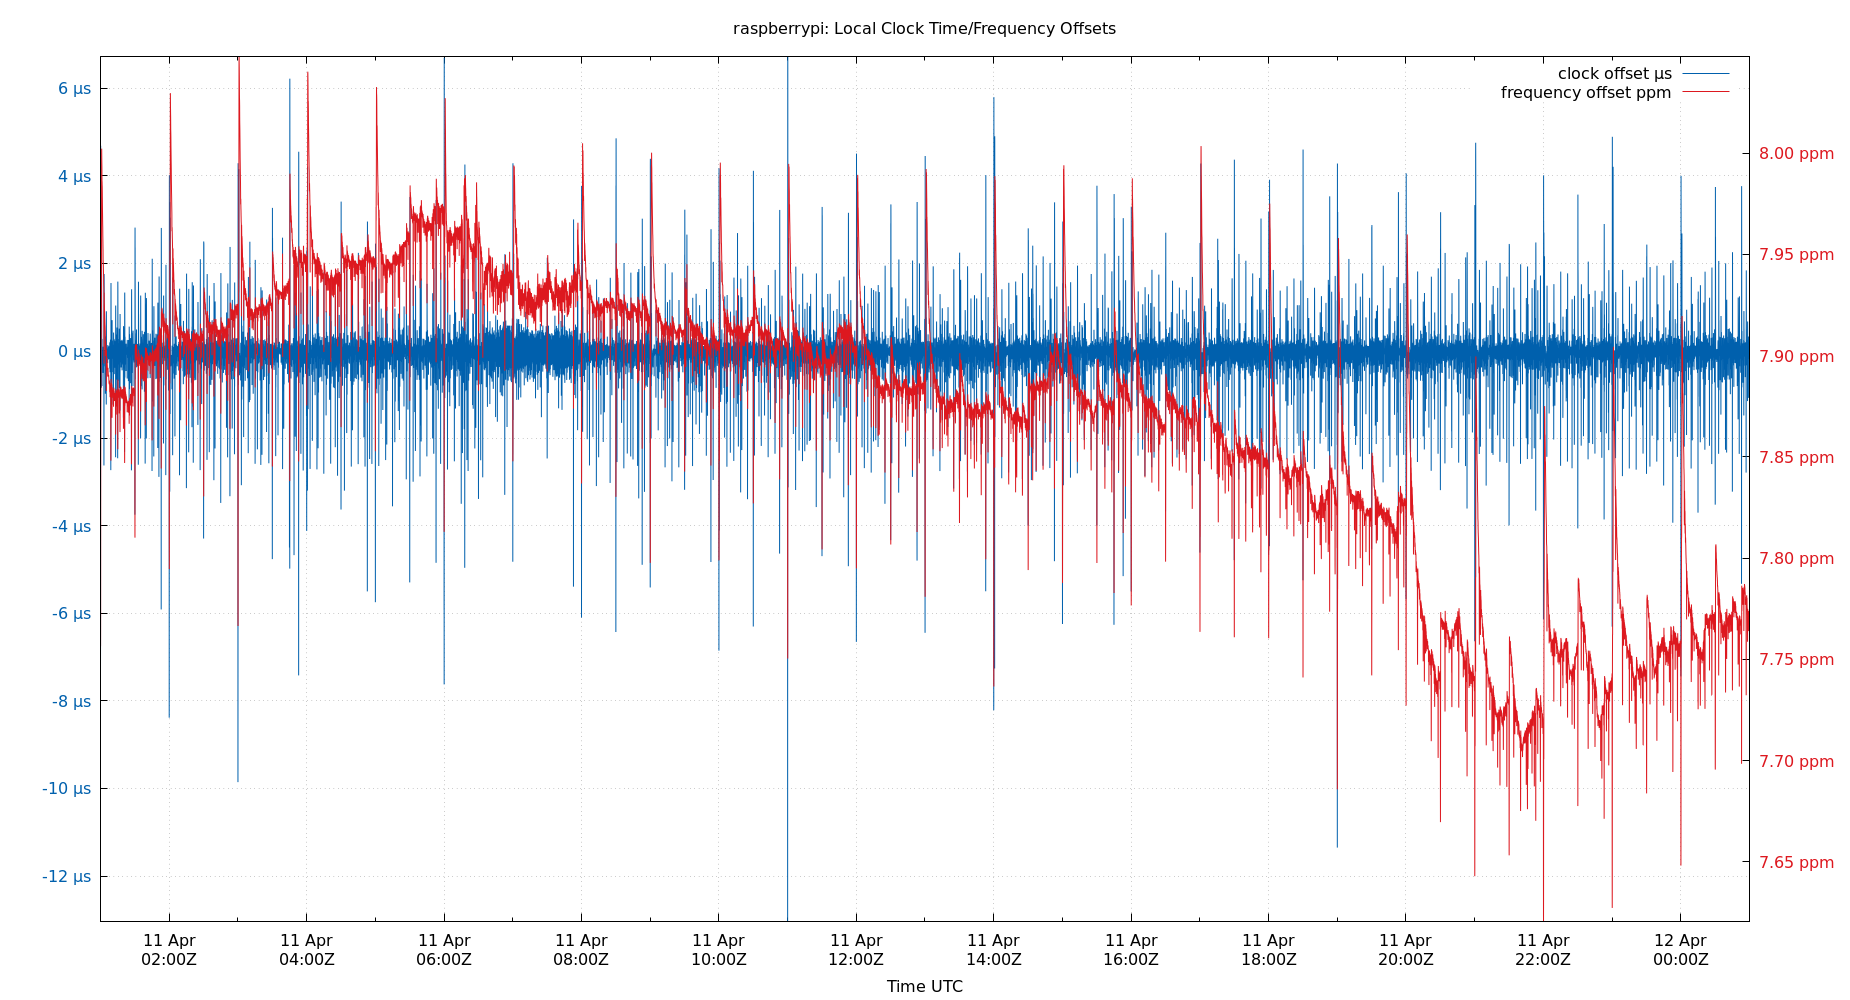 raspberrypi: Local Clock Time/Frequency Offsets
clock offset µs
frequency offset ppm
6 µs
4 µs
2 µs
0 µs
-2 µs
-4 µs
-6 µs
-8 µs
-10 µs
-12 µs
8.00 ppm
7.95 ppm
7.90 ppm
7.85 ppm
7.80 ppm
7.75 ppm
7.70 ppm
7.65 ppm
11 Apr 11 Apr 11 Apr 11 Apr 11 Apr 11 Apr 11 Apr 11 Apr 11 Apr 11 Apr 11 Apr 12 Apr
02:00Z 04:00Z 06:00Z 08:00Z 10:00Z 12:00Z 14:00Z 16:00Z 18:00Z 20:00Z 22:00Z 00:00Z
Time UTC